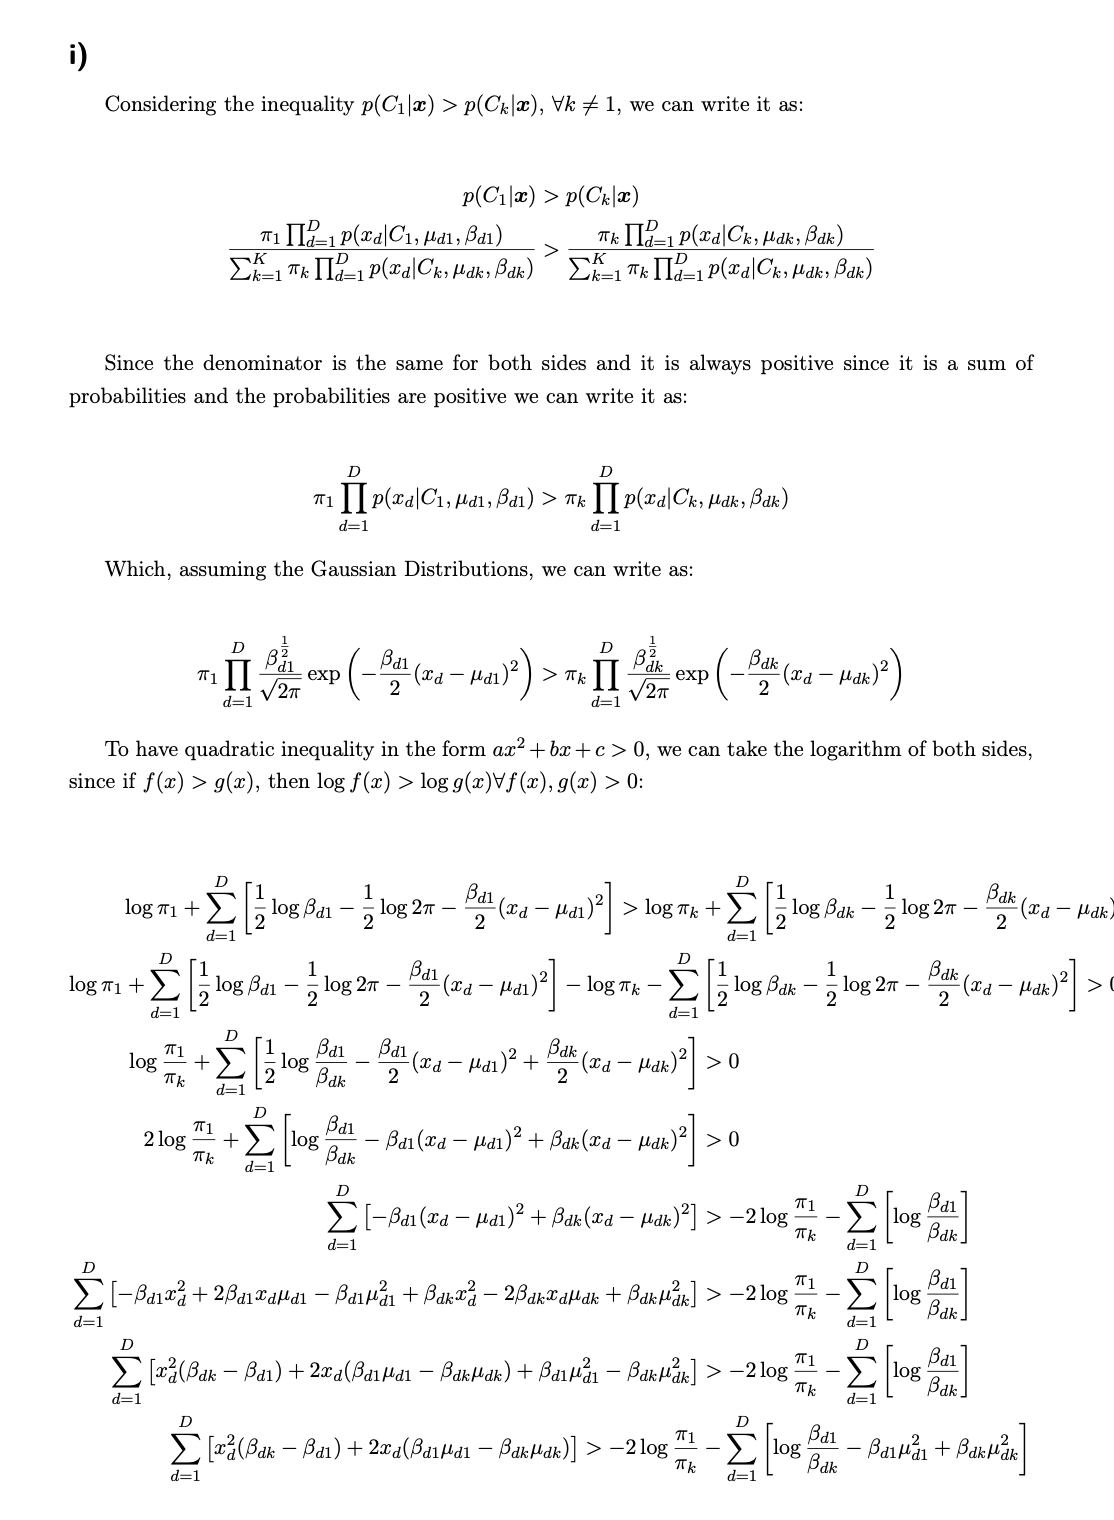 i)
Considering the inequality $p(C_1|\boldsymbol{x}) > p(C_k|\boldsymbol{x})$, $\forall k \neq 1$, we can write it as:
$p(C_1|\boldsymbol{x}) > p(C_k|\boldsymbol{x})$
$\frac{\pi_1 \prod_{d=1}^{D} p(x_d|C_1, \mu_{d1}, \beta_{d1})}{\sum_{k=1}^{K} \pi_k \prod_{d=1}^{D} p(x_d|C_k, \mu_{dk}, \beta_{dk})} > \frac{\pi_k \prod_{d=1}^{D} p(x_d|C_k, \mu_{dk}, \beta_{dk})}{\sum_{k=1}^{K} \pi_k \prod_{d=1}^{D} p(x_d|C_k, \mu_{dk}, \beta_{dk})}$
Since the denominator is the same for both sides and it is always positive since it is a sum of
probabilities and the probabilities are positive we can write it as:
$\pi_1 \prod_{d=1}^{D} p(x_d|C_1, \mu_{d1}, \beta_{d1}) > \pi_k \prod_{d=1}^{D} p(x_d|C_k, \mu_{dk}, \beta_{dk})$
Which, assuming the Gaussian Distributions, we can write as:
$\pi_1 \prod_{d=1}^{D} \frac{\beta_{d1}^{\frac{1}{2}}}{\sqrt{2\pi}} \exp\left(-\frac{\beta_{d1}}{2}(x_d - \mu_{d1})^2\right) > \pi_k \prod_{d=1}^{D} \frac{\beta_{dk}^{\frac{1}{2}}}{\sqrt{2\pi}} \exp\left(-\frac{\beta_{dk}}{2}(x_d - \mu_{dk})^2\right)$
To have quadratic inequality in the form $ax^2 + bx + c > 0$, we can take the logarithm of both sides,
since if $f(x) > g(x)$, then $\log f(x) > \log g(x) \forall f(x), g(x) > 0$:
$\log \pi_1 + \sum_{d=1}^{D} \left[\frac{1}{2} \log \beta_{d1} - \frac{1}{2} \log 2\pi - \frac{\beta_{d1}}{2}(x_d - \mu_{d1})^2\right] > \log \pi_k + \sum_{d=1}^{D} \left[\frac{1}{2} \log \beta_{dk} - \frac{1}{2} \log 2\pi - \frac{\beta_{dk}}{2}(x_d - \mu_{dk})$
$\log \pi_1 + \sum_{d=1}^{D} \left[\frac{1}{2} \log \beta_{d1} - \frac{1}{2} \log 2\pi - \frac{\beta_{d1}}{2}(x_d - \mu_{d1})^2\right] - \log \pi_k - \sum_{d=1}^{D} \left[\frac{1}{2} \log \beta_{dk} - \frac{1}{2} \log 2\pi - \frac{\beta_{dk}}{2}(x_d - \mu_{dk})^2\right] >$
$\log \frac{\pi_1}{\pi_k} + \sum_{d=1}^{D} \left[\frac{1}{2} \log \frac{\beta_{d1}}{\beta_{dk}} - \frac{\beta_{d1}}{2}(x_d - \mu_{d1})^2 + \frac{\beta_{dk}}{2}(x_d - \mu_{dk})^2\right] > 0$
$2 \log \frac{\pi_1}{\pi_k} + \sum_{d=1}^{D} \left[\log \frac{\beta_{d1}}{\beta_{dk}} - \beta_{d1}(x_d - \mu_{d1})^2 + \beta_{dk}(x_d - \mu_{dk})^2\right] > 0$
$\sum_{d=1}^{D} \left[-\beta_{d1}(x_d - \mu_{d1})^2 + \beta_{dk}(x_d - \mu_{dk})^2\right] > -2 \log \frac{\pi_1}{\pi_k} - \sum_{d=1}^{D} \left[\log \frac{\beta_{d1}}{\beta_{dk}}\right]$
$\sum_{d=1}^{D} \left[-\beta_{d1}x_d^2 + 2\beta_{d1}x_d\mu_{d1} - \beta_{d1}\mu_{d1}^2 + \beta_{dk}x_d^2 - 2\beta_{dk}x_d\mu_{dk} + \beta_{dk}\mu_{dk}^2\right] > -2 \log \frac{\pi_1}{\pi_k} - \sum_{d=1}^{D} \left[\log \frac{\beta_{d1}}{\beta_{dk}}\right]$
$\sum_{d=1}^{D} \left[x_d^2(\beta_{dk} - \beta_{d1}) + 2x_d(\beta_{d1}\mu_{d1} - \beta_{dk}\mu_{dk}) + \beta_{d1}\mu_{d1}^2 - \beta_{dk}\mu_{dk}^2\right] > -2 \log \frac{\pi_1}{\pi_k} - \sum_{d=1}^{D} \left[\log \frac{\beta_{d1}}{\beta_{dk}}\right]$
$\sum_{d=1}^{D} \left[x_d^2(\beta_{dk} - \beta_{d1}) + 2x_d(\beta_{d1}\mu_{d1} - \beta_{dk}\mu_{dk})\right] > -2 \log \frac{\pi_1}{\pi_k} - \sum_{d=1}^{D} \left[\log \frac{\beta_{d1}}{\beta_{dk}} - \beta_{d1}\mu_{d1}^2 + \beta_{dk}\mu_{dk}^2\right]$